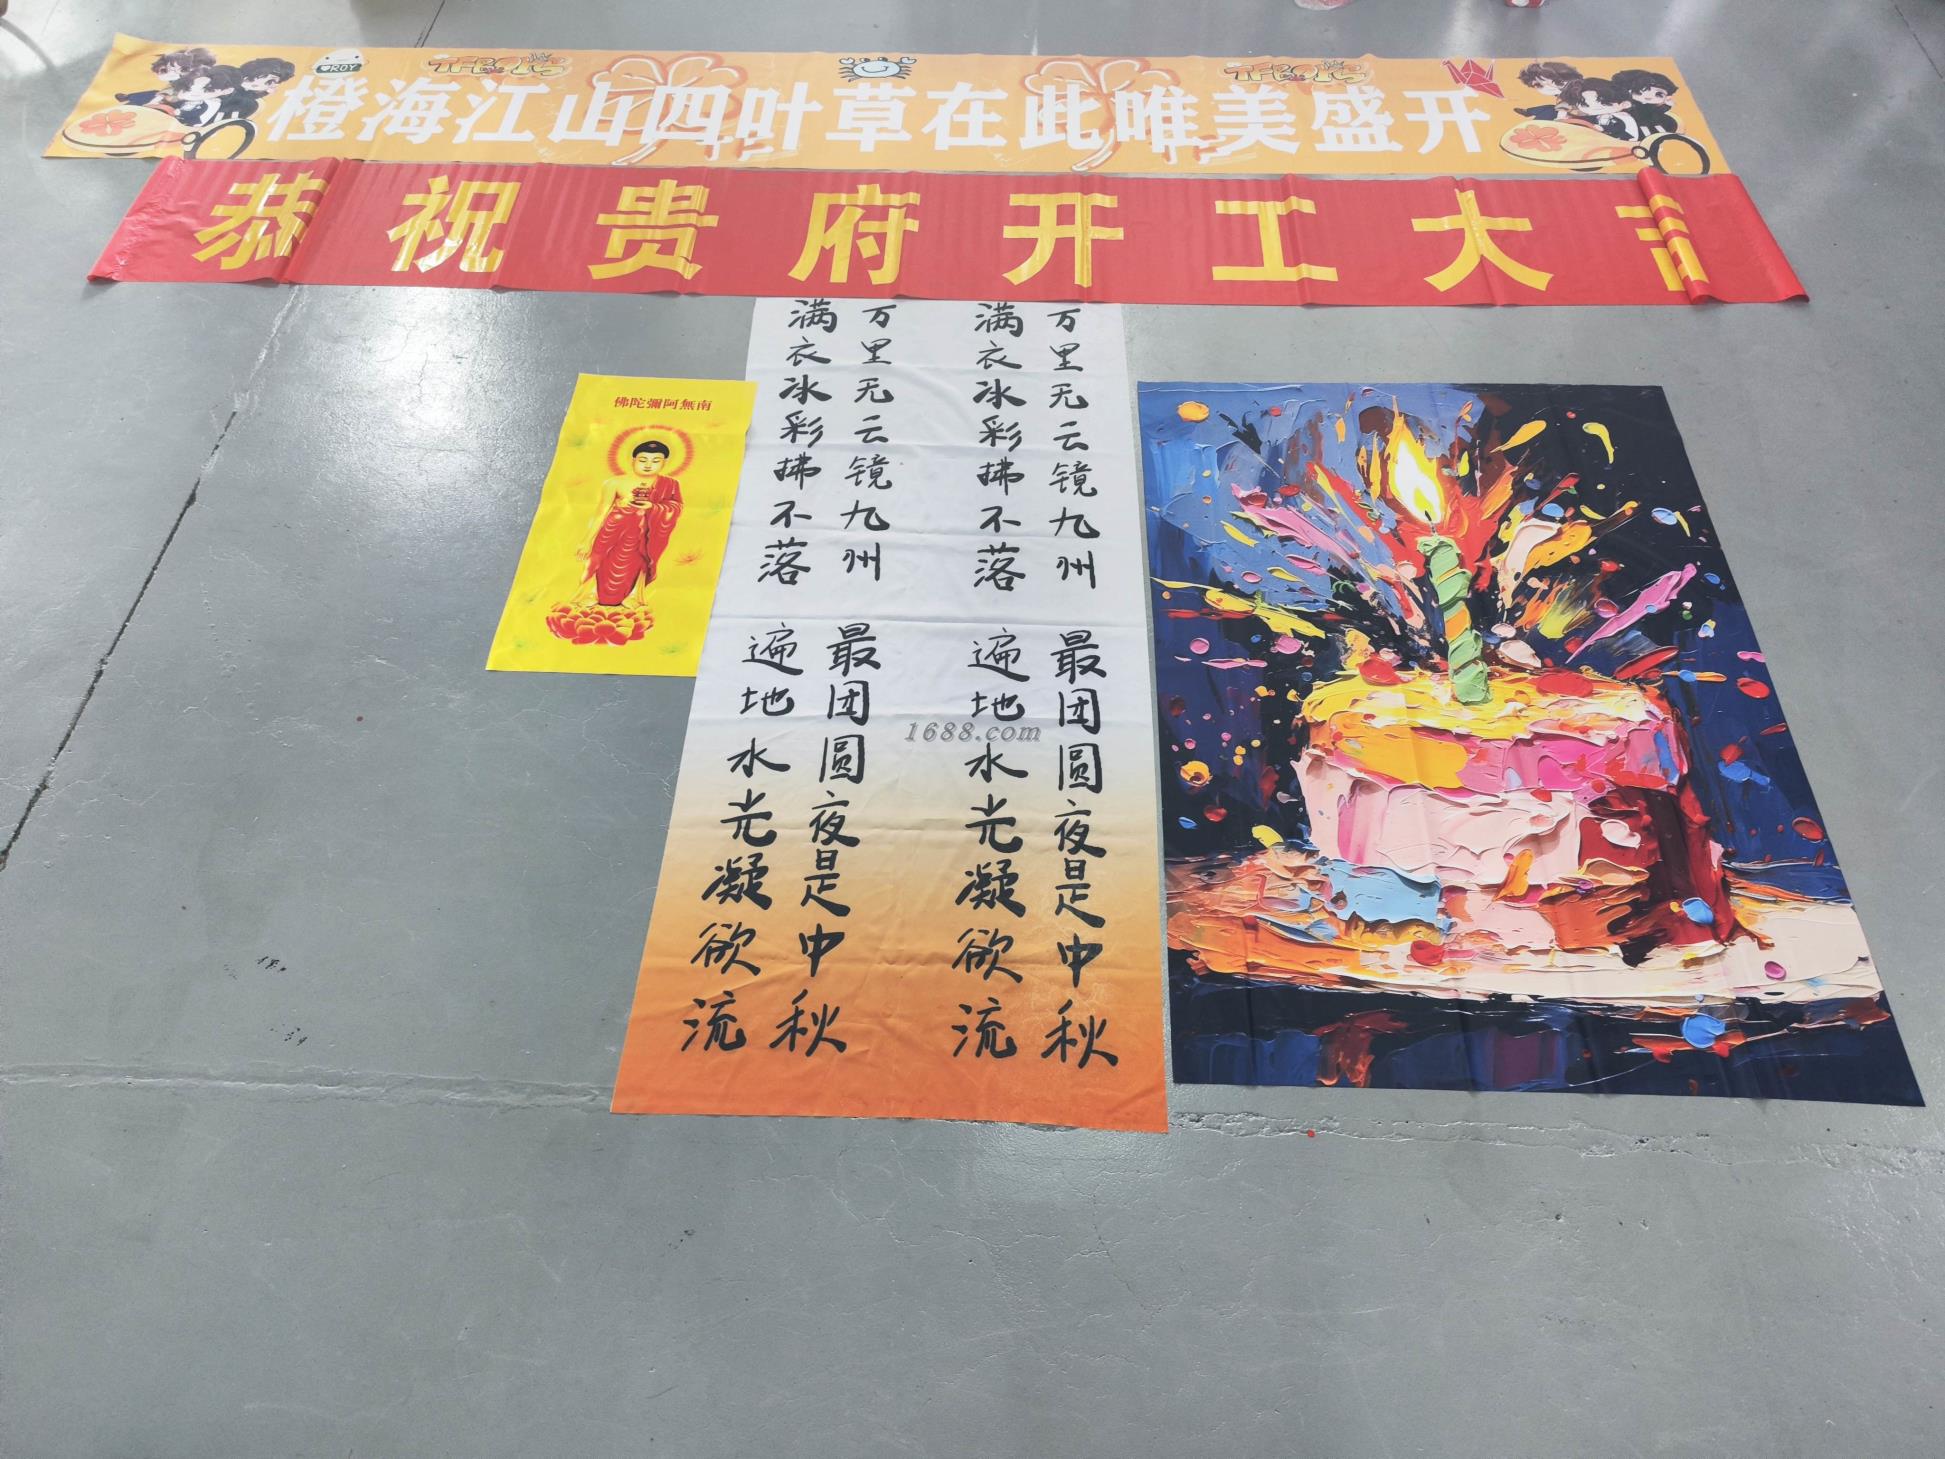 ROY
TFBOYS
TFBOYS
橙海江山四叶草在此唯美盛开
恭祝贵府开工大
佛陀彌阿無南
万里无云镜九州
最团圆夜是中秋
满衣冰彩拂不落
遍地水光凝欲流
万里无云镜九州
最团圆夜是中秋
满衣冰彩拂不落
遍地水光凝欲流
1688.com